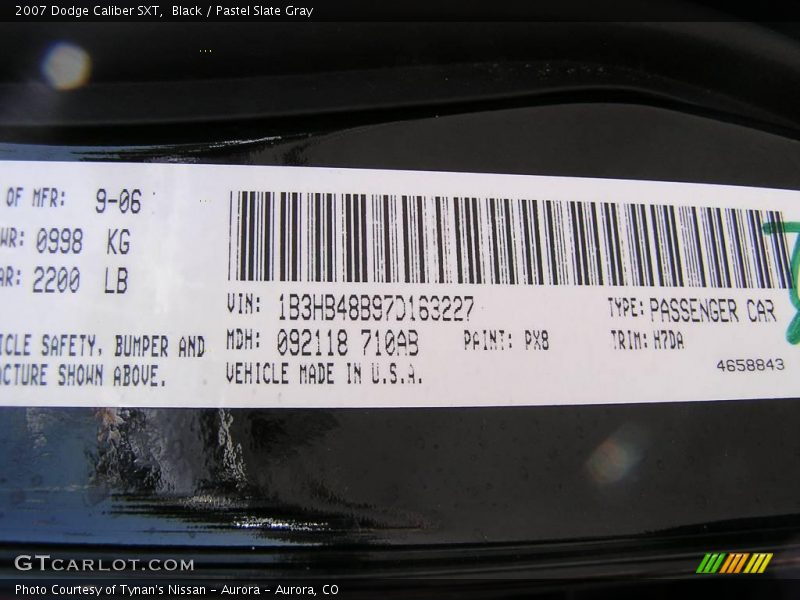 2007 Dodge Caliber SXT, Black / Pastel Slate Gray
OF MFR: 9-06
WR: 0998 KG
AR: 2200 LB
VIN: 1B3HB48B97D163227
TYPE: PASSENGER CAR
MDH: 092118 710AB
PAINT: PX8
TRIM: H7DA
ICLE SAFETY, BUMPER AND
ACTURE SHOWN ABOVE.
VEHICLE MADE IN U.S.A.
4658843
GTCARLOT.COM
Photo Courtesy of Tynan's Nissan - Aurora - Aurora, CO